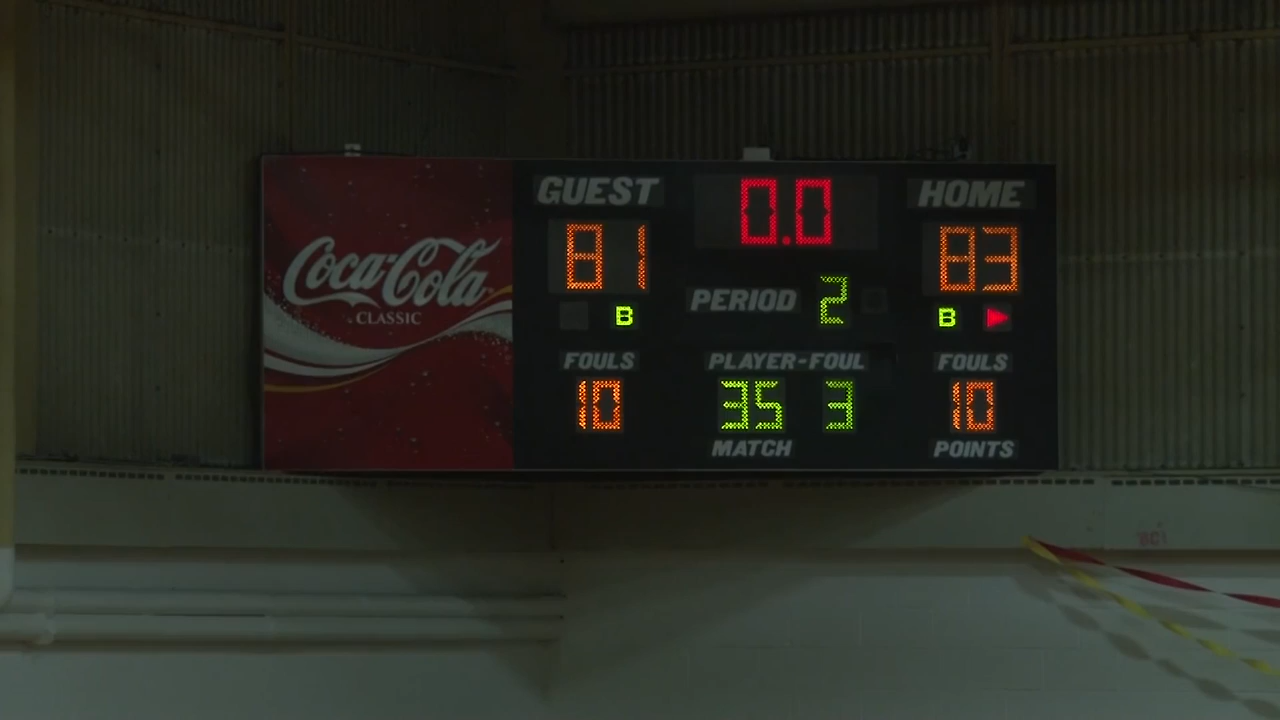 Coca-Cola
CLASSIC
GUEST
0.0
HOME
81
83
PERIOD 2
B
B
FOULS
PLAYER-FOUL
FOULS
10
35 3
10
MATCH
POINTS